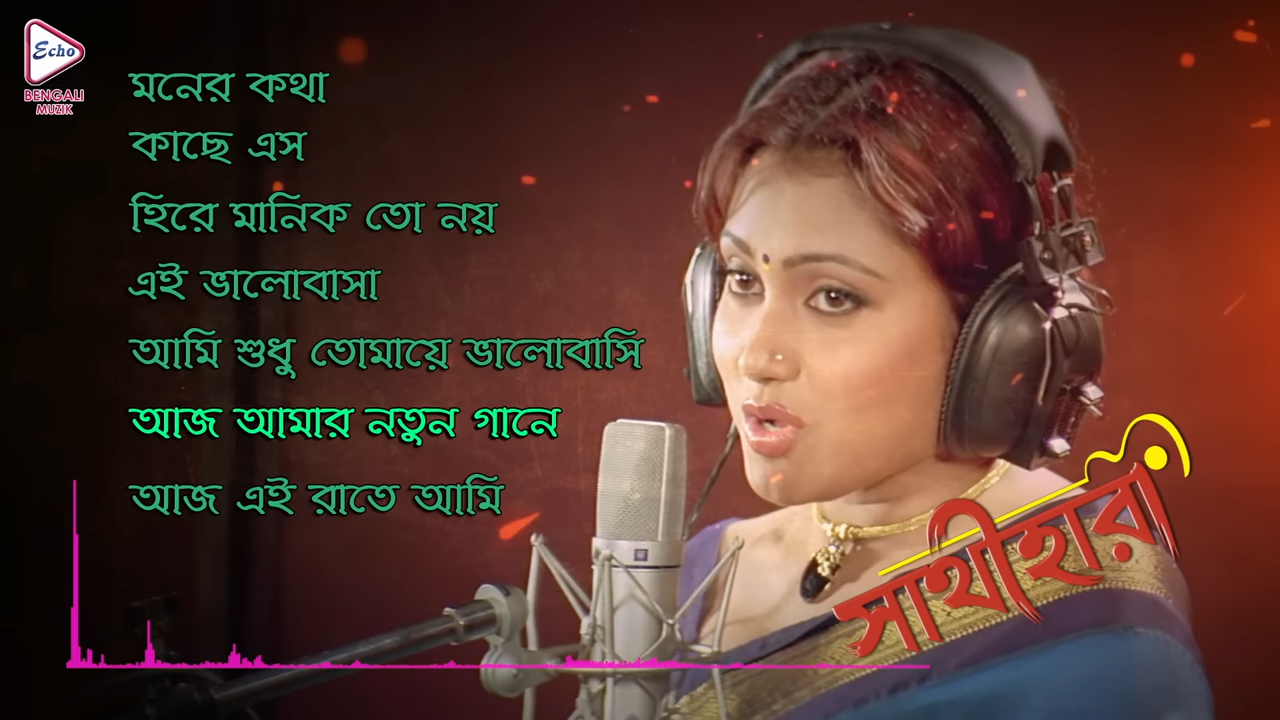 Echo
BENGALI
MUZIK
মনের কথা
কাছে এস
হিরে মানিক তো নয়
এই ভালোবাসা
আমি শুধু তোমায়ে ভালোবাসি
আজ আমার নতুন গানে
আজ এই রাতে আমি
সাথীহারা